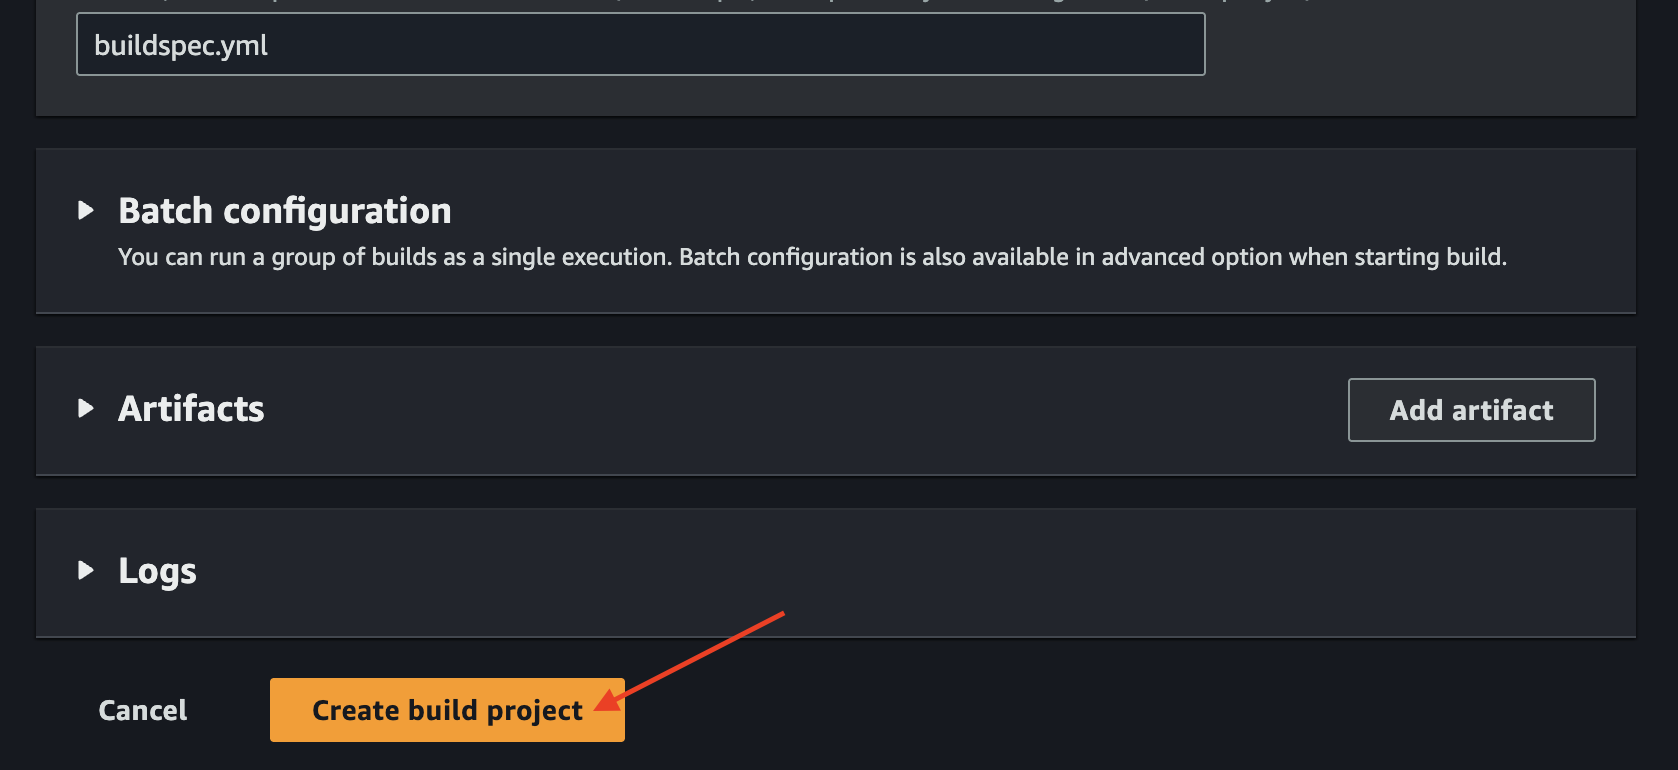 buildspec.yml
Batch configuration
You can run a group of builds as a single execution. Batch configuration is also available in advanced option when starting build.
Artifacts
Add artifact
Logs
Cancel
Create build project